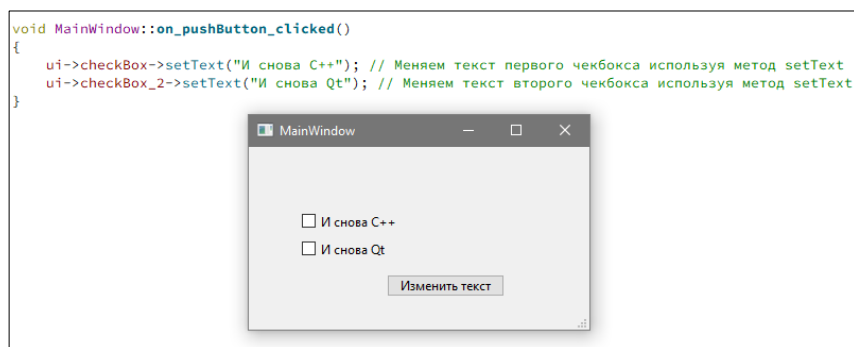 void MainWindow::on_pushButton_clicked()
{
ui->checkBox->setText("И снова C++"); // Меняем текст первого чекбокса используя метод setText
ui->checkBox_2->setText("И снова Qt"); // Меняем текст второго чекбокса используя метод setText
}
MainWindow
И снова C++
И снова Qt
Изменить текст